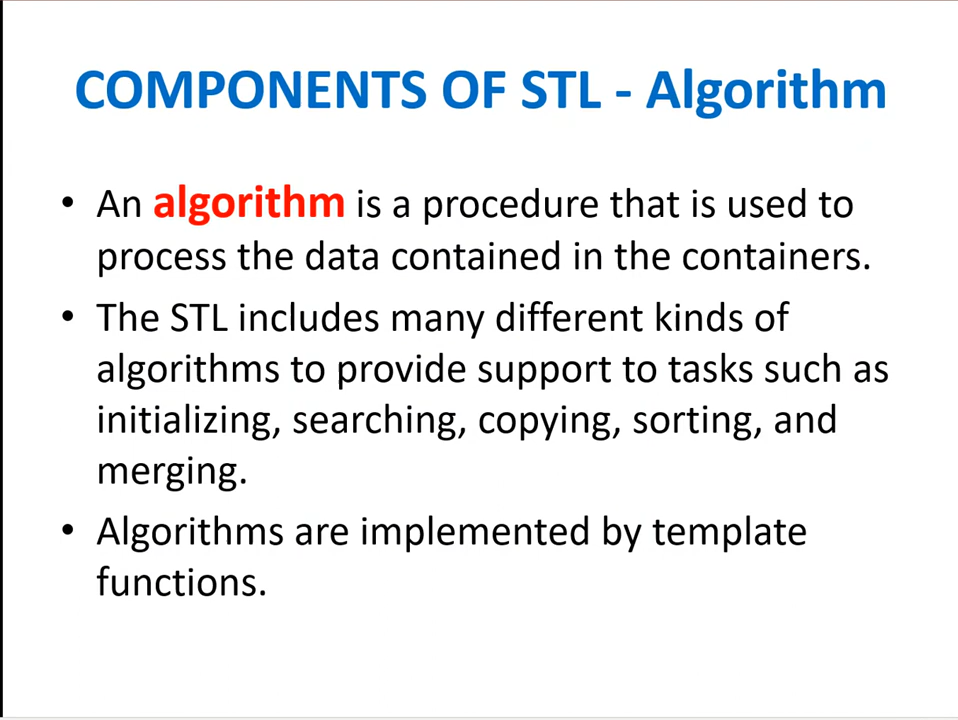 COMPONENTS OF STL - Algorithm
• An algorithm is a procedure that is used to
process the data contained in the containers.
• The STL includes many different kinds of
algorithms to provide support to tasks such as
initializing, searching, copying, sorting, and
merging.
• Algorithms are implemented by template
functions.